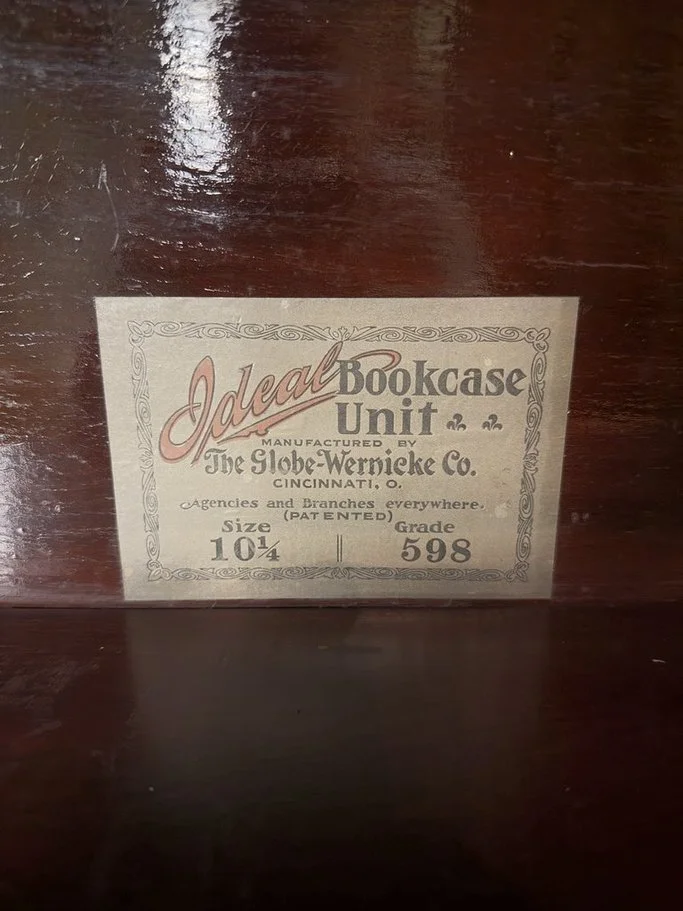 Ideal Bookcase
Unit
MANUFACTURED BY
The Globe-Wernicke Co.
CINCINNATI, O.
Agencies and Branches everywhere.
(PATENTED)
Size Grade
10¼ 598